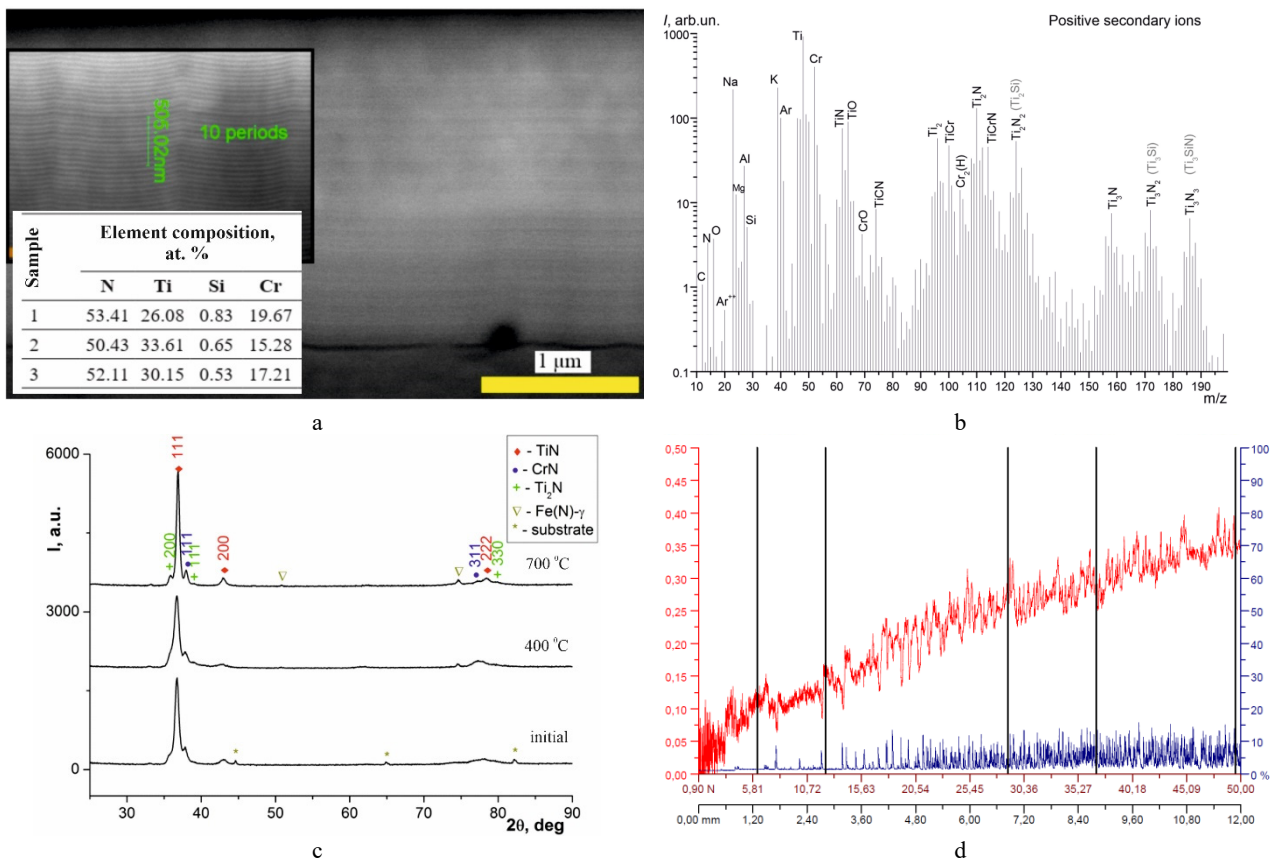 506.02nm
10 periods
Sample
Element composition,
at. %
N Ti Si Cr
1 53.41 26.08 0.83 19.67
2 50.43 33.61 0.65 15.28
3 52.11 30.15 0.53 17.21
1 µm
a
I, arb.un.
Positive secondary ions
1000
100
10
1
0.1
C
N
O
Ar⁺⁺
Na
Mg
Al
Si
K
Ar
Ti
Cr
TiN
TiO
CrO
TiCN
Ti₂
TiCr
Cr₂(H)
Ti₂N
TiCrN
Ti₂N₂ (Ti₂Si)
Ti₃N
Ti₃N₂ (Ti₃Si)
Ti₃N₃ (Ti₃SiN)
10 20 30 40 50 60 70 80 90 100 110 120 130 140 150 160 170 180 190
m/z
b
I, a.u.
6000
3000
0
- TiN
- CrN
- Ti₂N
- Fe(N)-γ
- substrate
200
111
111
111
200
311
222
330
700 °C
400 °C
initial
30 40 50 60 70 80 90
2θ, deg
c
0,50 100
0,45 90
0,40 80
0,35 70
0,30 60
0,25 50
0,20 40
0,15 30
0,10 20
0,05 10
0,00 0 %
0,90 N 5,81 10,72 15,63 20,54 25,45 30,36 35,27 40,18 45,09 50,00
0,00 mm 1,20 2,40 3,60 4,80 6,00 7,20 8,40 9,60 10,80 12,00
d